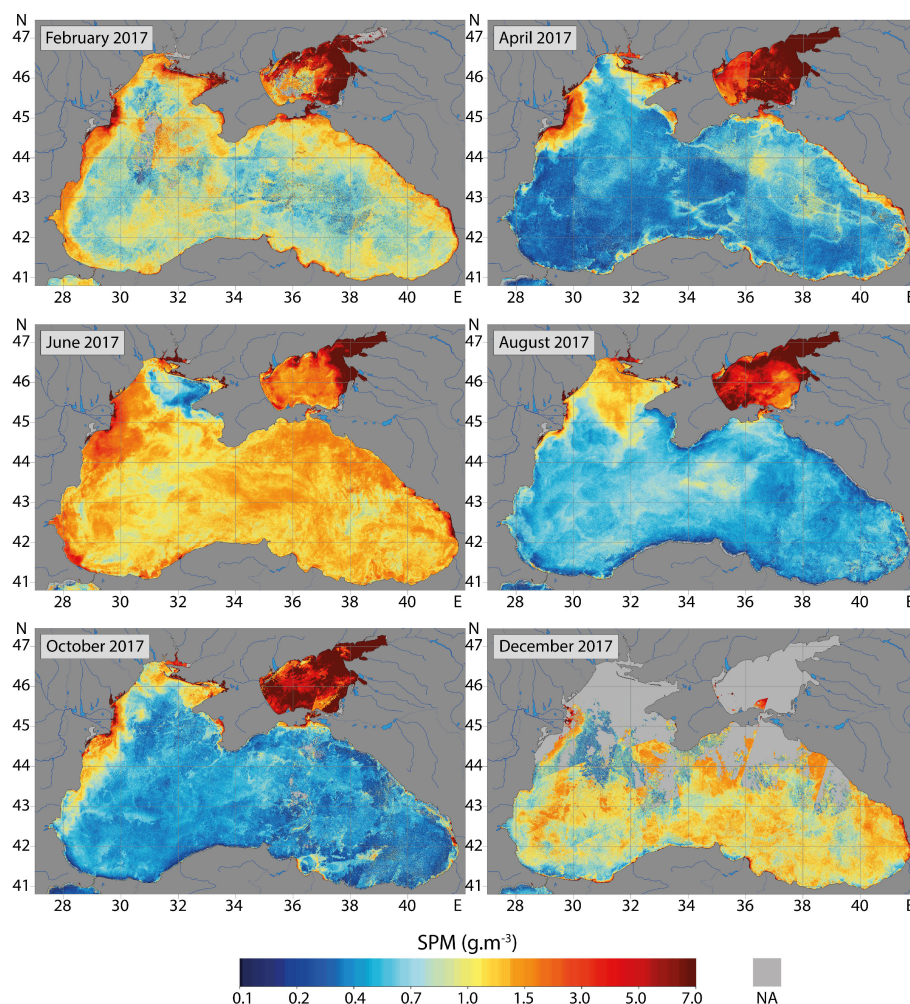 N
47
February 2017
46
45
44
43
42
41
28 30 32 34 36 38 40 E
N
47
April 2017
46
45
44
43
42
41
28 30 32 34 36 38 40 E
N
47
June 2017
46
45
44
43
42
41
28 30 32 34 36 38 40 E
N
47
August 2017
46
45
44
43
42
41
28 30 32 34 36 38 40 E
N
47
October 2017
46
45
44
43
42
41
28 30 32 34 36 38 40 E
N
47
December 2017
46
45
44
43
42
41
28 30 32 34 36 38 40 E
SPM (g.m⁻³)
0.1 0.2 0.4 0.7 1.0 1.5 3.0 5.0 7.0 NA